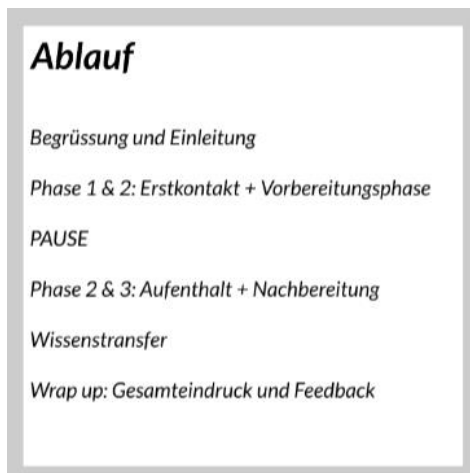 Ablauf
Begrüssung und Einleitung
Phase 1 & 2: Erstkontakt + Vorbereitungsphase
PAUSE
Phase 2 & 3: Aufenthalt + Nachbereitung
Wissenstransfer
Wrap up: Gesamteindruck und Feedback